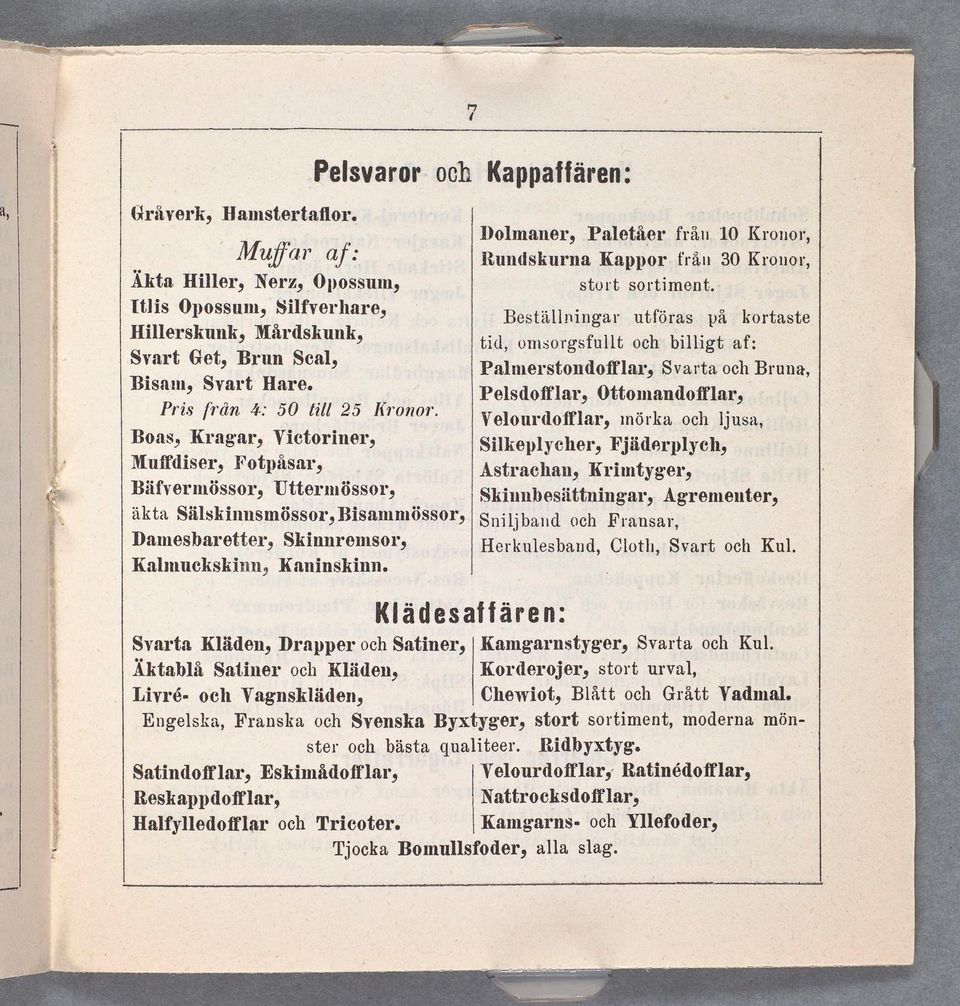 7
Pelsvaror och Kappaffären:
Gråverk, Hamstertaflor.
Muffar af:
Äkta Hiller, Nerz, Opossum,
Itlis Opossum, Silfverhare,
Hillerskunk, Mårdskunk,
Svart Get, Brun Scal,
Bisam, Svart Hare.
Pris från 4: 50 till 25 Kronor.
Boas, Kragar, Victoriner,
Muffdiser, Fotpåsar,
Bäfvermössor, Uttermössor,
äkta Sälskinnsmössor, Bisammössor,
Damesbaretter, Skinnremsor,
Kalmuckskinn, Kaninskinn.
Dolmaner, Paletåer från 10 Kronor,
Rundskurna Kappor från 30 Kronor,
stort sortiment.
Beställningar utföras på kortaste
tid, omsorgsfullt och billigt af:
Palmerstondofflar, Svarta och Bruna,
Pelsdofflar, Ottomandofflar,
Velourdofflar, mörka och ljusa,
Silkeplycher, Fjäderplych,
Astrachan, Krimtyger,
Skinnbesättningar, Agrementer,
Sniljband och Fransar,
Herkulesband, Cloth, Svart och Kul.
Klädesaffären:
Svarta Kläden, Drapper och Satiner,
Äktablå Satiner och Kläden,
Livré- och Vagnskläden,
Kamgarnstyger, Svarta och Kul.
Korderojer, stort urval,
Chewiot, Blått och Grått Vadmal.
Engelska, Franska och Svenska Byxtyger, stort sortiment, moderna mön-
ster och bästa qualiteer. Ridbyxtyg.
Satindofflar, Eskimådofflar,
Reskappdofflar,
Halfylledofflar och Tricoter.
Velourdofflar, Ratinédofflar,
Nattrocksdofflar,
Kamgarns- och Yllefoder,
Tjocka Bomullsfoder, alla slag.